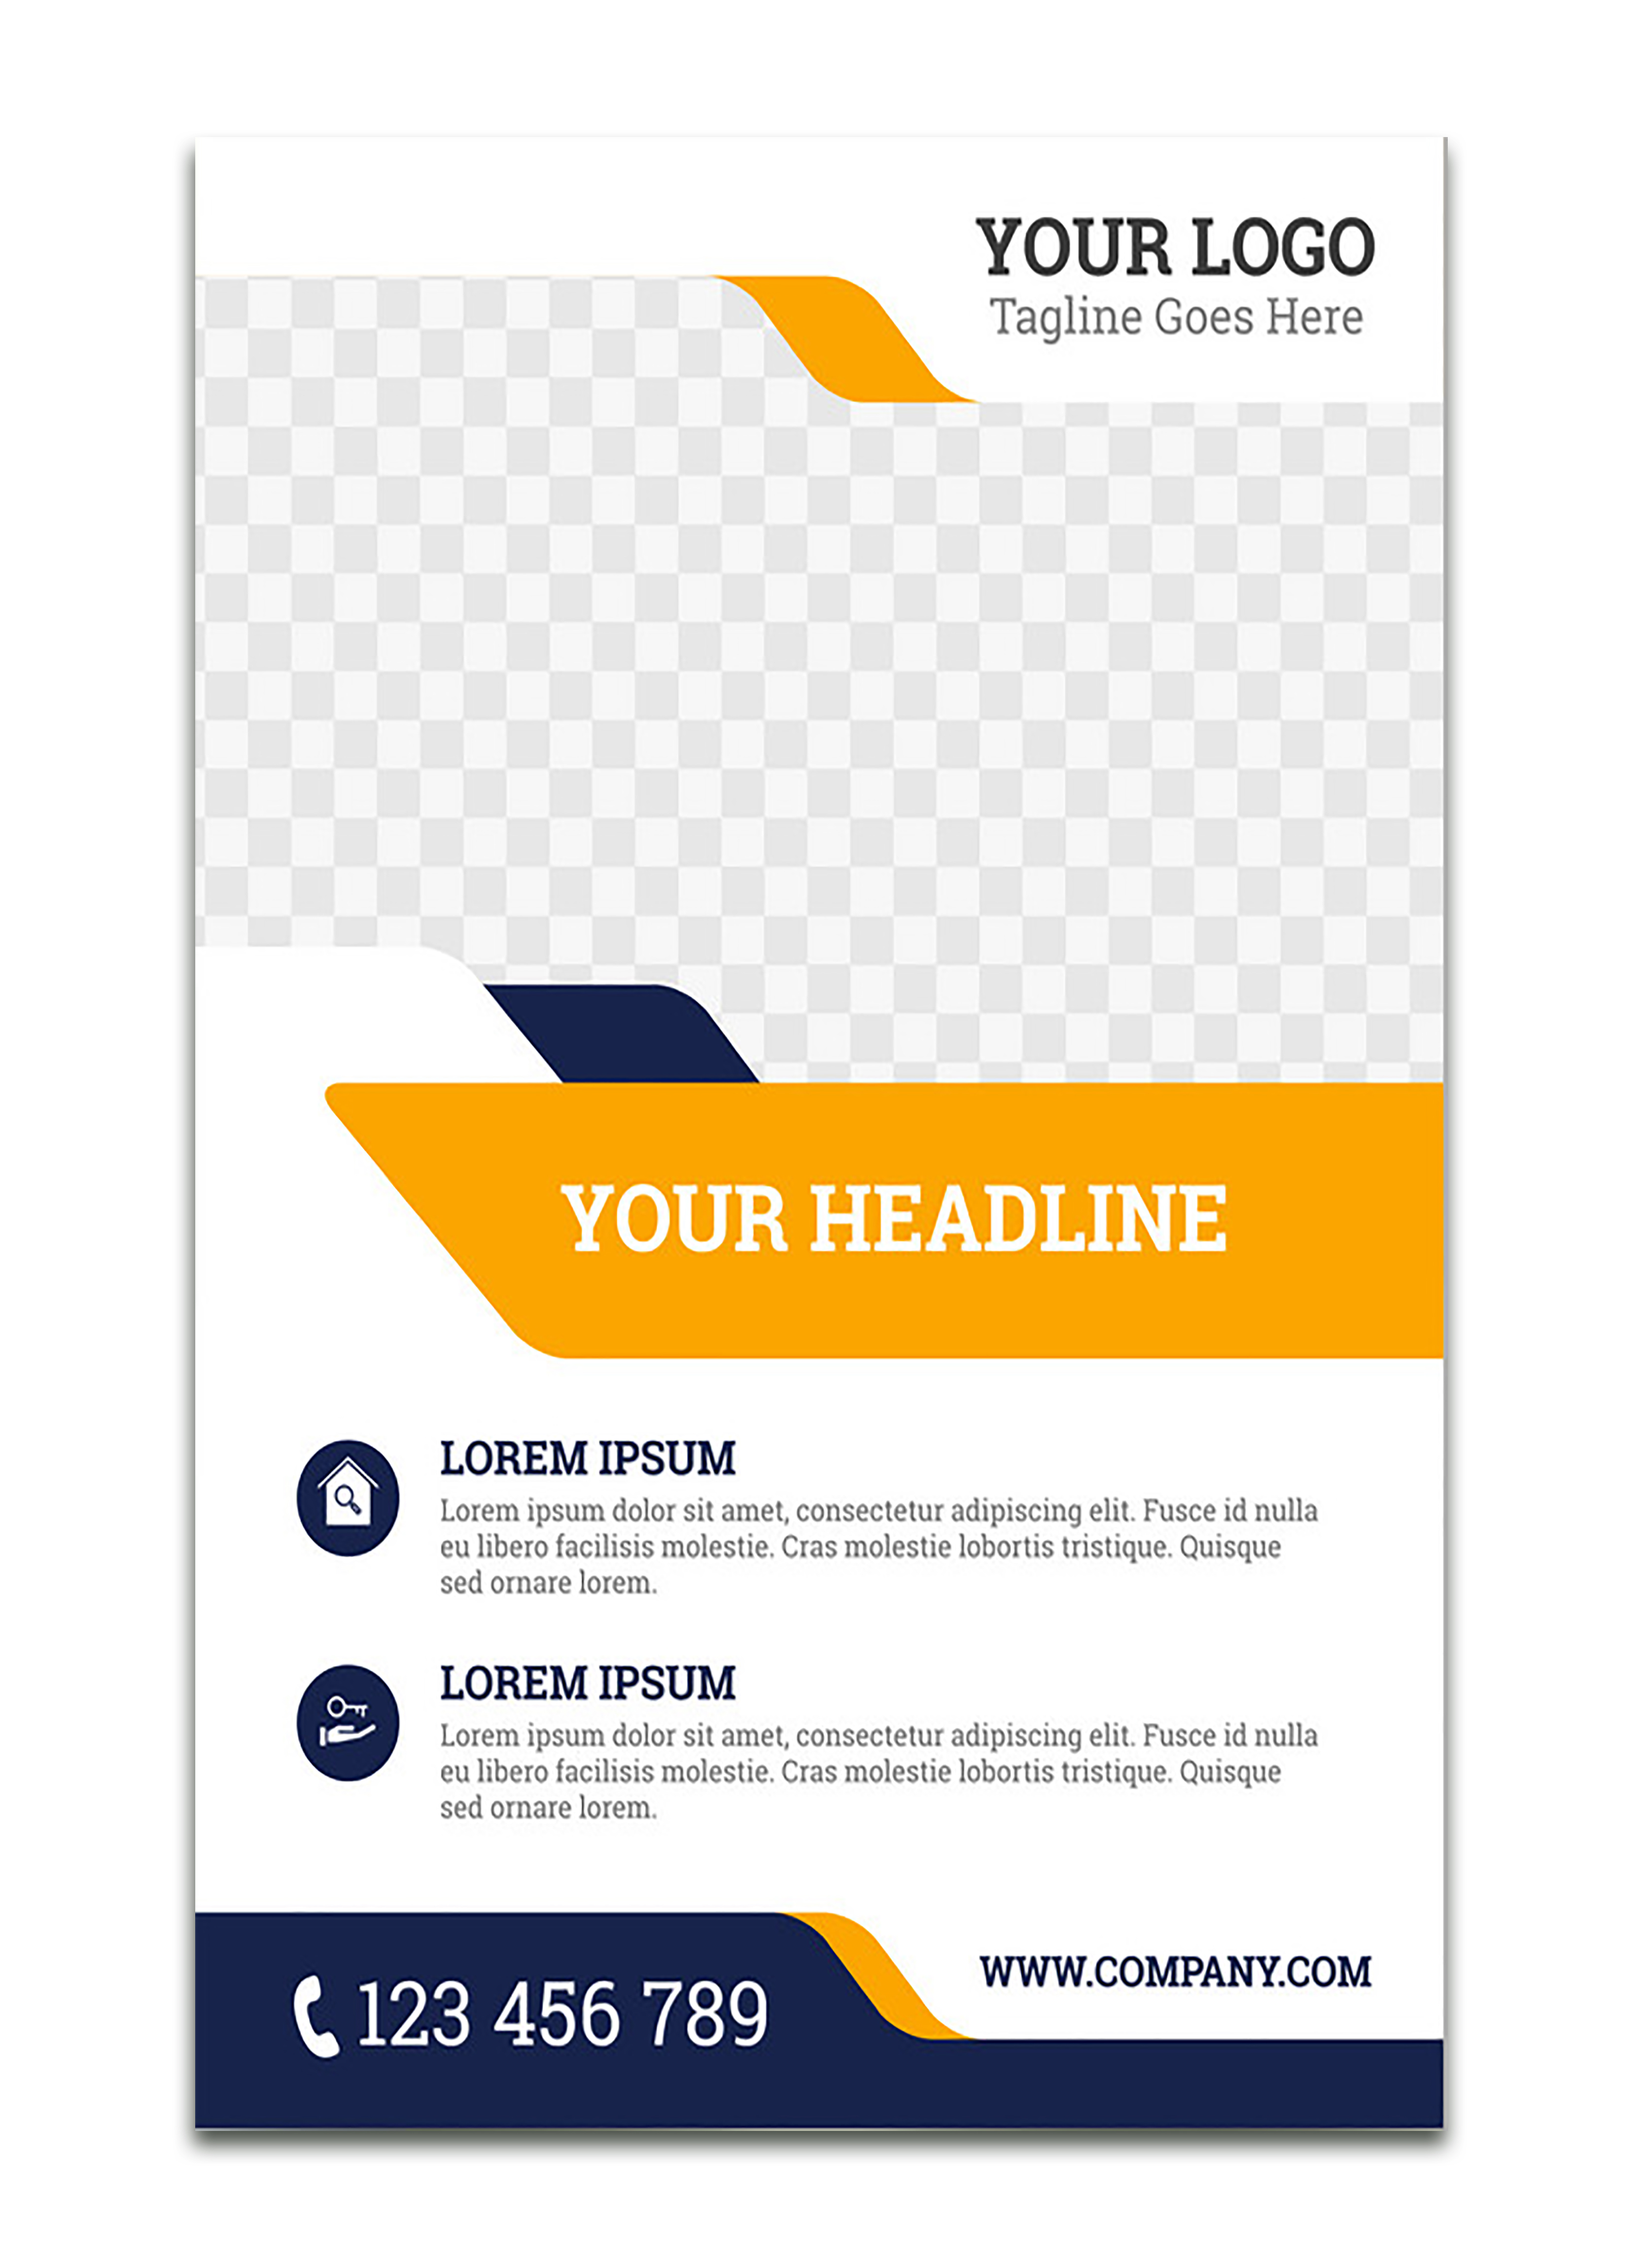 YOUR LOGO
Tagline Goes Here
YOUR HEADLINE
LOREM IPSUM
Lorem ipsum dolor sit amet, consectetur adipiscing elit. Fusce id nulla
eu libero facilisis molestie. Cras molestie lobortis tristique. Quisque
sed ornare lorem.
LOREM IPSUM
Lorem ipsum dolor sit amet, consectetur adipiscing elit. Fusce id nulla
eu libero facilisis molestie. Cras molestie lobortis tristique. Quisque
sed ornare lorem.
123 456 789
WWW.COMPANY.COM